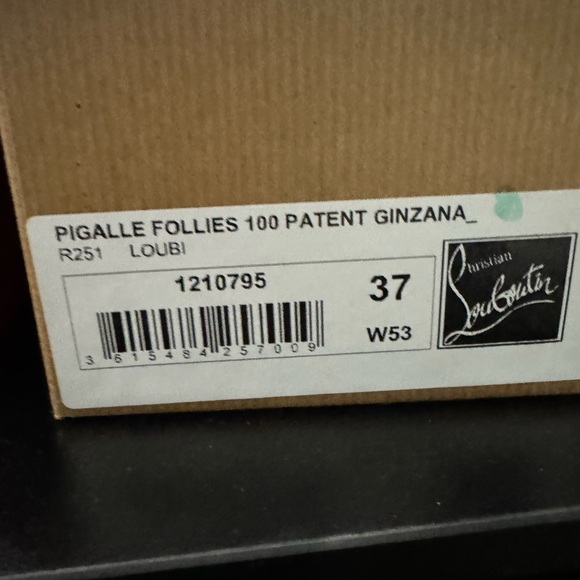 PIGALLE FOLLIES 100 PATENT GINZANA_
R251 LOUBI
1210795
37
3 615484 257009
W53
Christian
Louboutin